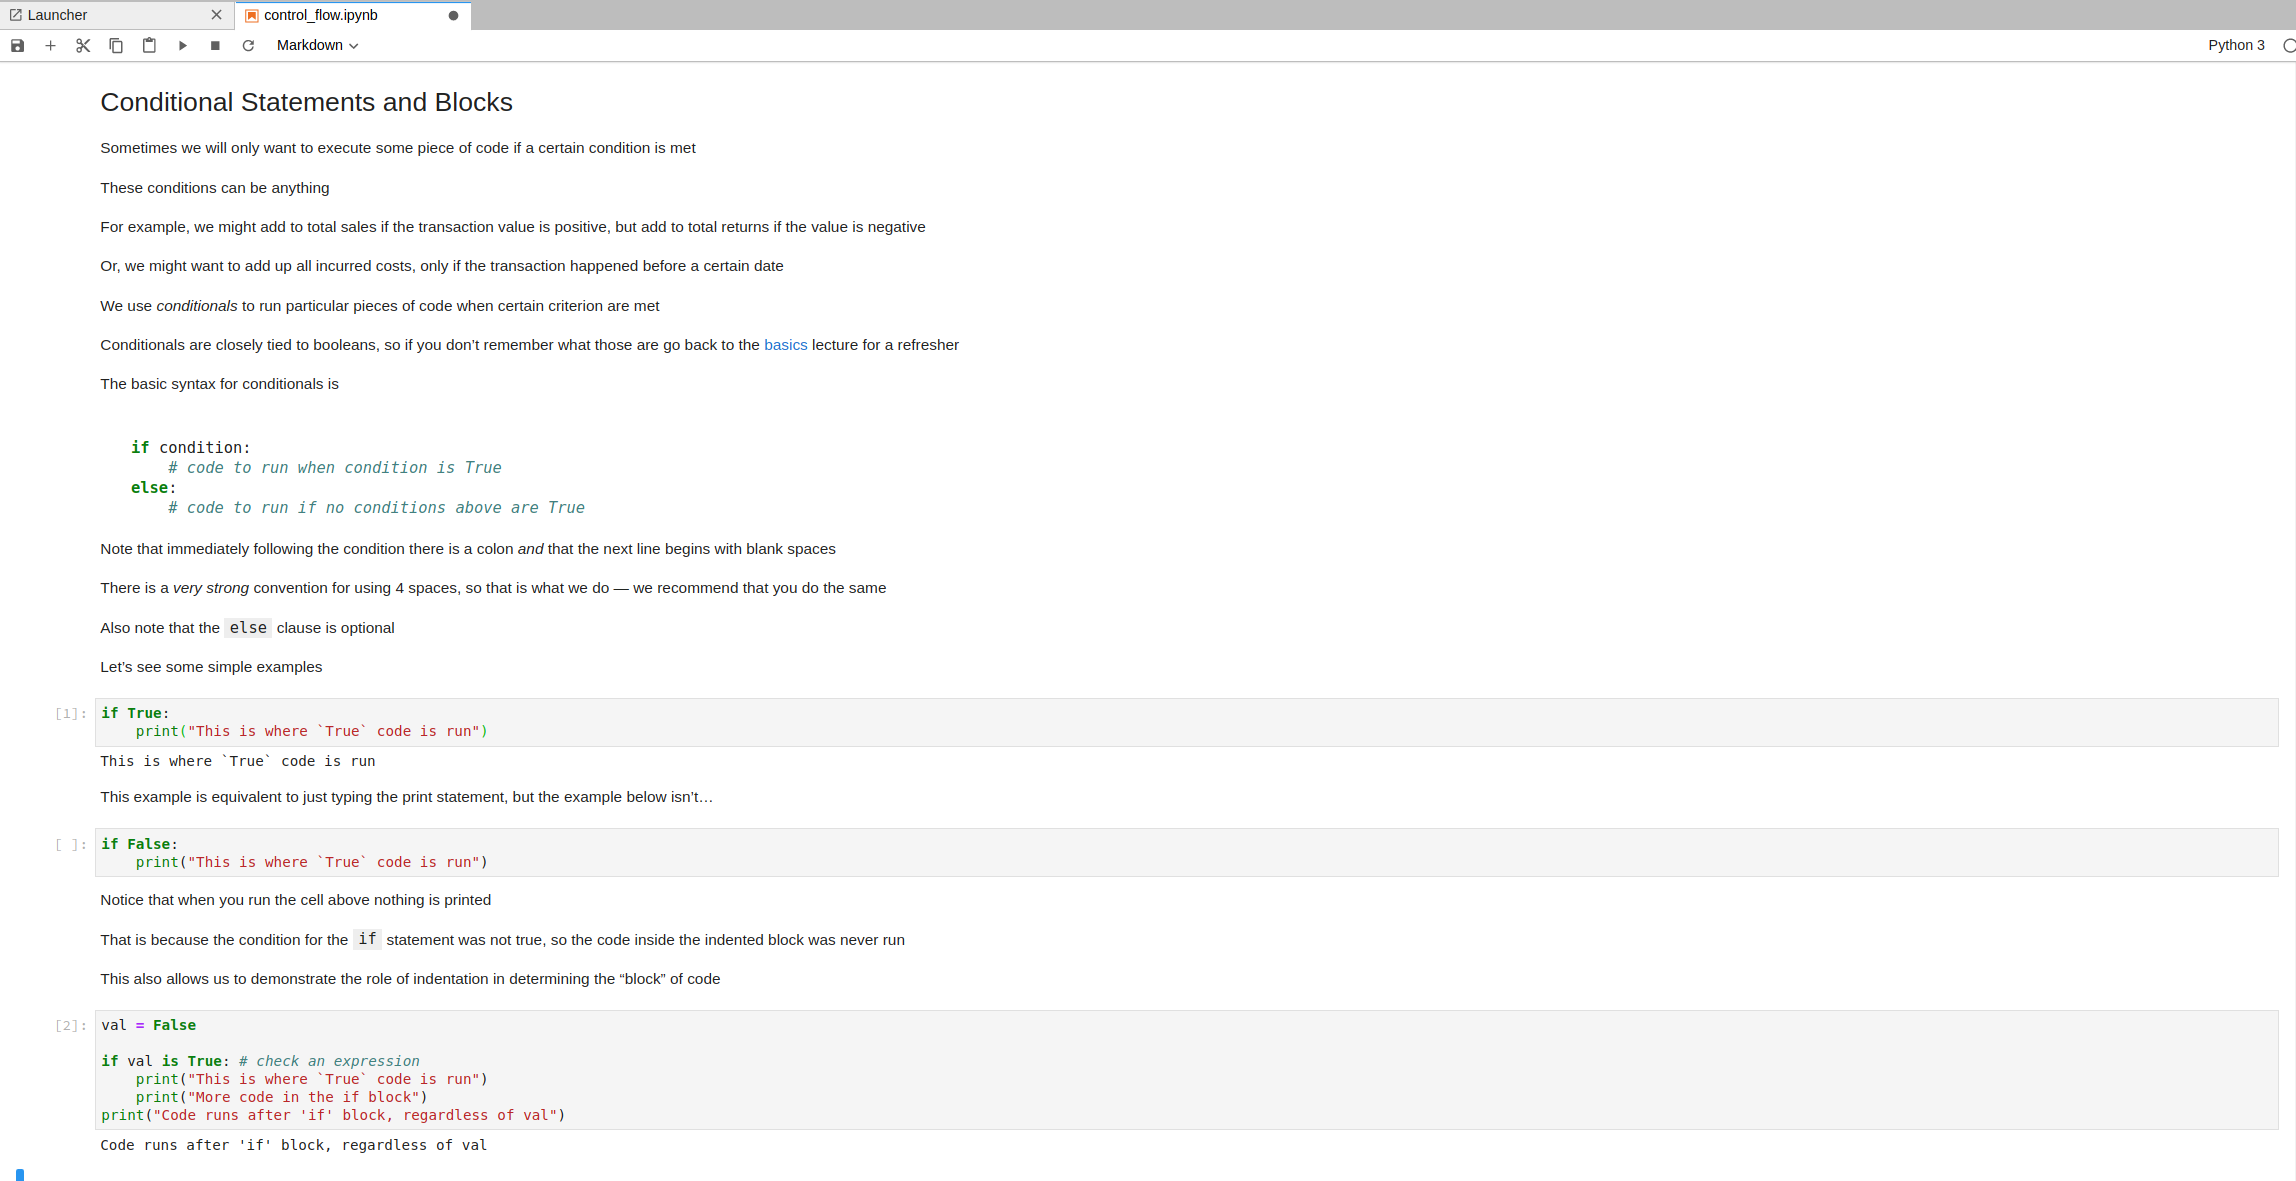 Launcher
control_flow.ipynb
Markdown
Python 3
Conditional Statements and Blocks
Sometimes we will only want to execute some piece of code if a certain condition is met
These conditions can be anything
For example, we might add to total sales if the transaction value is positive, but add to total returns if the value is negative
Or, we might want to add up all incurred costs, only if the transaction happened before a certain date
We use conditionals to run particular pieces of code when certain criterion are met
Conditionals are closely tied to booleans, so if you don’t remember what those are go back to the basics lecture for a refresher
The basic syntax for conditionals is
if condition:
    # code to run when condition is True
else:
    # code to run if no conditions above are True
Note that immediately following the condition there is a colon and that the next line begins with blank spaces
There is a very strong convention for using 4 spaces, so that is what we do — we recommend that you do the same
Also note that the else clause is optional
Let’s see some simple examples
[1]: if True:
    print("This is where `True` code is run")
This is where `True` code is run
This example is equivalent to just typing the print statement, but the example below isn’t…
[ ]: if False:
    print("This is where `True` code is run")
Notice that when you run the cell above nothing is printed
That is because the condition for the if statement was not true, so the code inside the indented block was never run
This also allows us to demonstrate the role of indentation in determining the “block” of code
[2]: val = False
if val is True: # check an expression
    print("This is where `True` code is run")
    print("More code in the if block")
print("Code runs after 'if' block, regardless of val")
Code runs after 'if' block, regardless of val